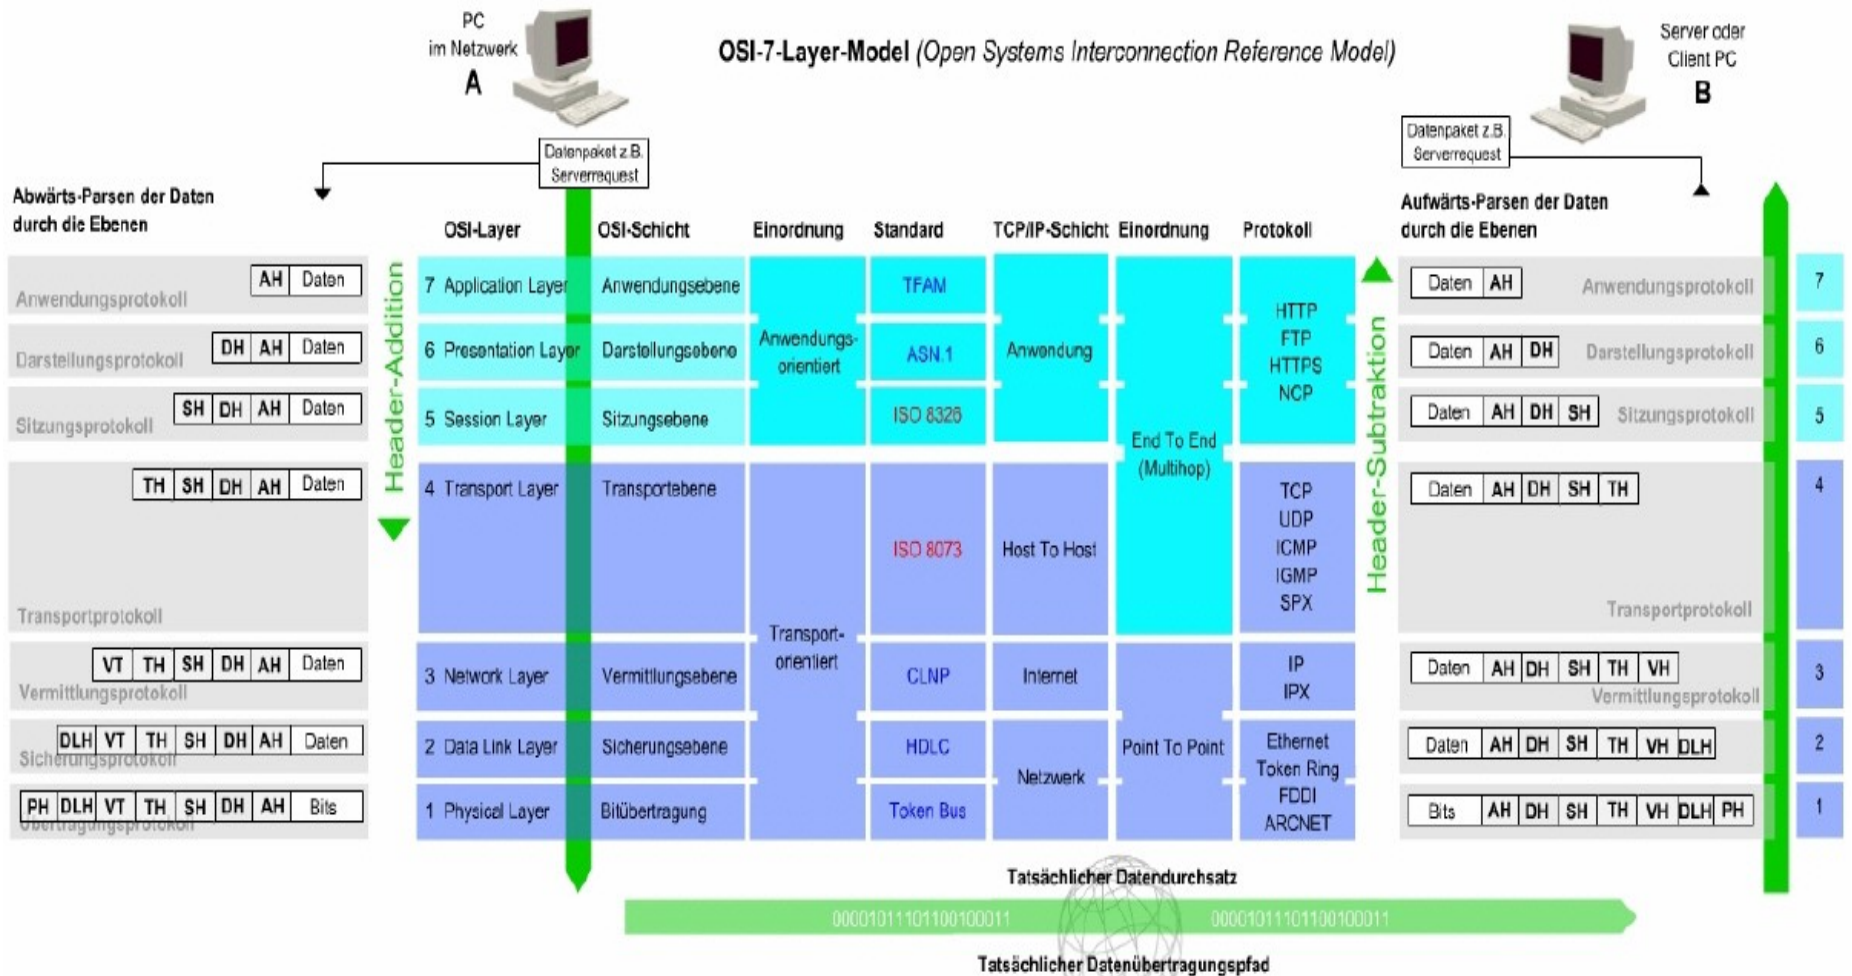 PC
im Netzwerk
A
OSI-7-Layer-Model (Open Systems Interconnection Reference Model)
Server oder
Client PC
B
Datenpaket z.B.
Serverrequest
Datenpaket z.B.
Serverrequest
Abwärts-Parsen der Daten
durch die Ebenen
Aufwärts-Parsen der Daten
durch die Ebenen
OSI-Layer OSI-Schicht Einordnung Standard TCP/IP-Schicht Einordnung Protokoll
AH Daten
Anwendungsprotokoll
DH AH Daten
Darstellungsprotokoll
SH DH AH Daten
Sitzungsprotokoll
TH SH DH AH Daten
Transportprotokoll
VT TH SH DH AH Daten
Vermittlungsprotokoll
DLH VT TH SH DH AH Daten
Sicherungsprotokoll
PH DLH VT TH SH DH AH Bits
Übertragungsprotokoll
Header-Addition
7 Application Layer Anwendungsebene
6 Presentation Layer Darstellungsebene
5 Session Layer Sitzungsebene
4 Transport Layer Transportebene
3 Network Layer Vermittlungsebene
2 Data Link Layer Sicherungsebene
1 Physical Layer Bitübertragung
Anwendungs-
orientiert
Transport-
orientiert
TFAM
ASN.1
ISO 8326
ISO 8073
CLNP
HDLC
Token Bus
Anwendung
Host To Host
Internet
Netzwerk
End To End
(Multihop)
Point To Point
HTTP
FTP
HTTPS
NCP
TCP
UDP
ICMP
IGMP
SPX
IP
IPX
Ethernet
Token Ring
FDDI
ARCNET
Header-Subtraktion
Daten AH Anwendungsprotokoll 7
Daten AH DH Darstellungsprotokoll 6
Daten AH DH SH Sitzungsprotokoll 5
Daten AH DH SH TH 4
Transportprotokoll
Daten AH DH SH TH VH 3
Vermittlungsprotokoll
Daten AH DH SH TH VH DLH 2
Bits AH DH SH TH VH DLH PH 1
Tatsächlicher Datendurchsatz
00001011101100100011 00001011101100100011
Tatsächlicher Datenübertragungspfad